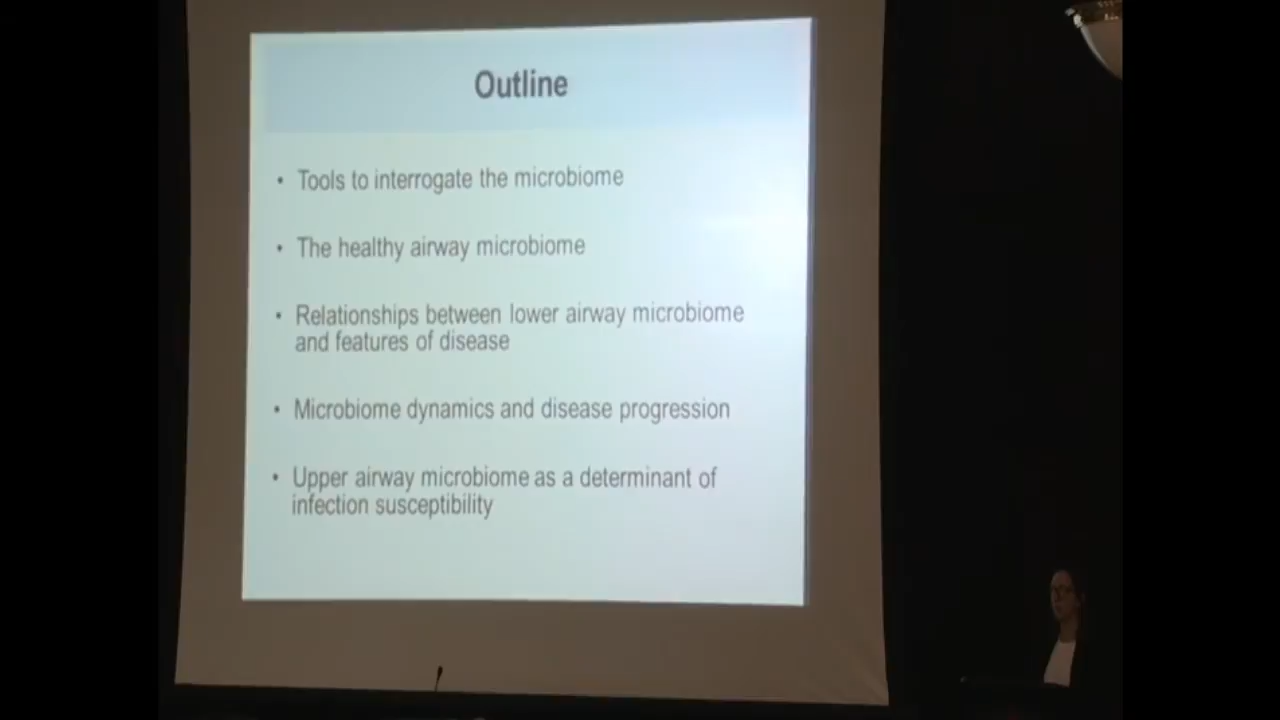 Outline
• Tools to interrogate the microbiome
• The healthy airway microbiome
• Relationships between lower airway microbiome
and features of disease
• Microbiome dynamics and disease progression
• Upper airway microbiome as a determinant of
infection susceptibility